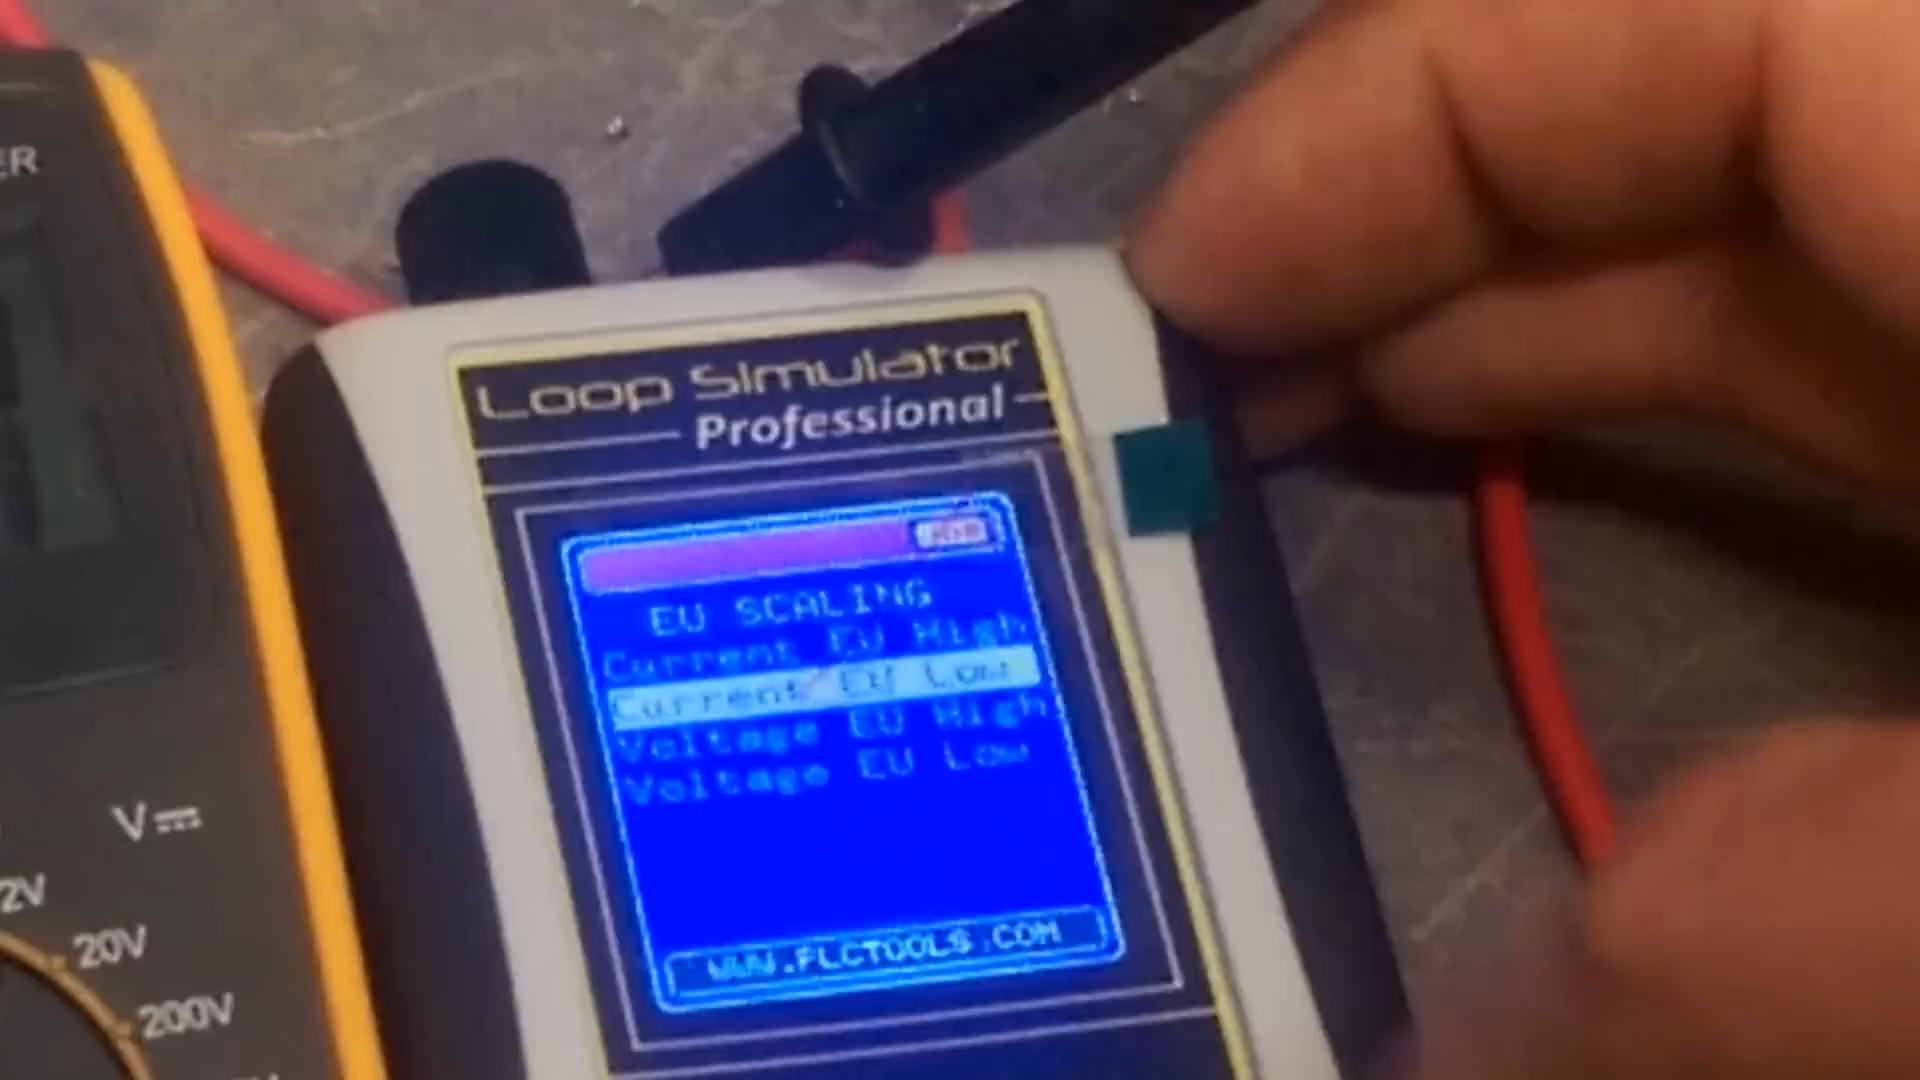 ER
Loop Simulator
Professional
EU SCALING
Current EU High
Current EU Low
Voltage EU High
Voltage EU Low
WWW.PLCTOOLS.COM
V
2V
20V
200V